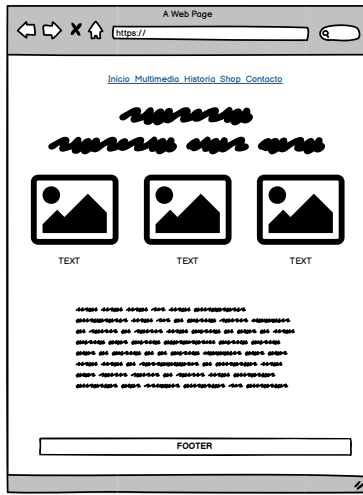 A Web Page
https://
Inicio Multimedia Historia Shop Contacto
TEXT TEXT TEXT
FOOTER